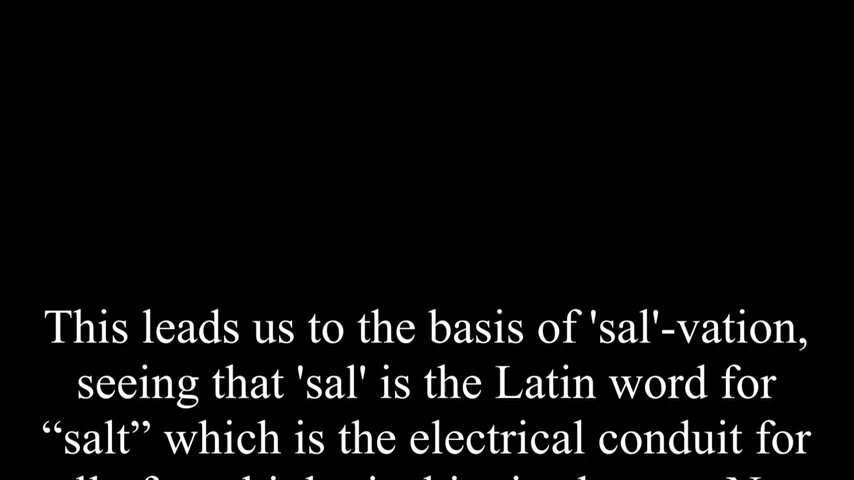 This leads us to the basis of 'sal'-vation,
seeing that 'sal' is the Latin word for
“salt” which is the electrical conduit for